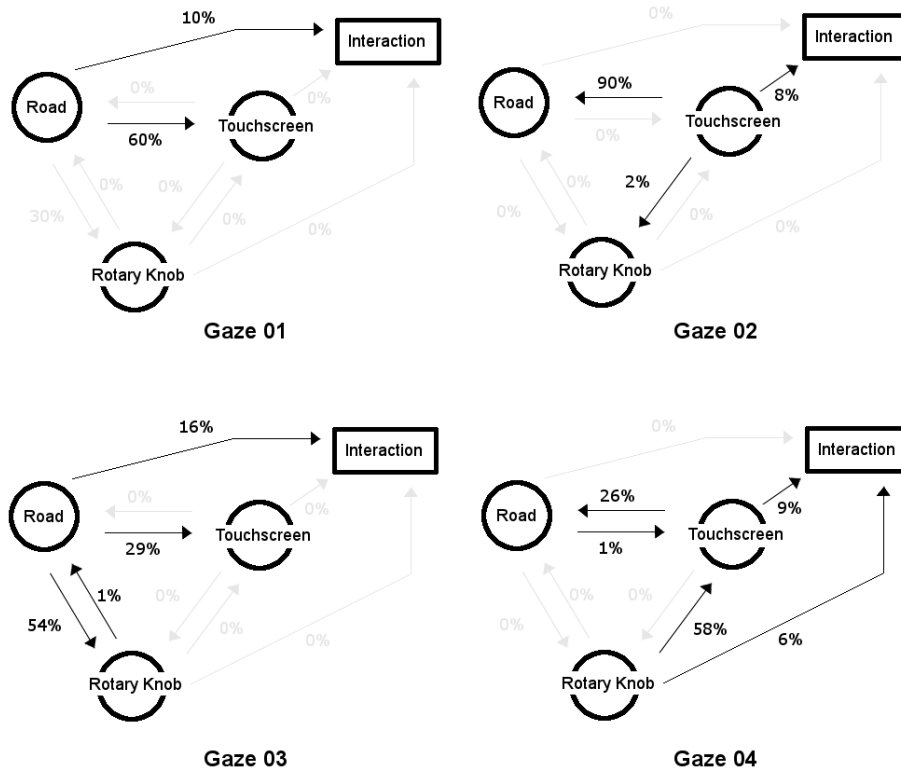 10%
Interaction
0%
0%
Road
Touchscreen
60%
0%
0%
30%
0%
0%
0%
Rotary Knob
Gaze 01
0%
Interaction
90%
8%
Road
Touchscreen
0%
2%
0%
0%
0%
0%
Rotary Knob
Gaze 02
16%
Interaction
0%
0%
Road
Touchscreen
29%
1%
0%
54%
0%
0%
Rotary Knob
Gaze 03
0%
Interaction
26%
9%
Road
Touchscreen
1%
0%
0%
0%
58%
6%
Rotary Knob
Gaze 04